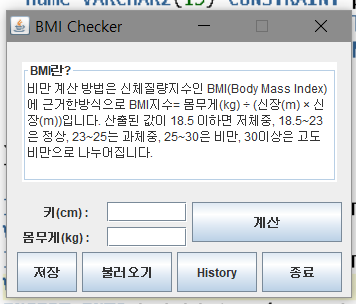 name VARCHAR2(15) CONSTRAINT
BMI Checker
BMI란?
비만 계산 방법은 신체질량지수인 BMI(Body Mass Index)
에 근거한방식으로 BMI지수= 몸무게(kg) ÷ (신장(m) × 신
장(m))입니다. 산출된 값이 18.5 이하면 저체중, 18.5~23
은 정상, 23~25는 과체중, 25~30은 비만, 30이상은 고도
비만으로 나누어집니다.
키(cm) :
계산
몸무게(kg) :
저장 불러오기 History 종료